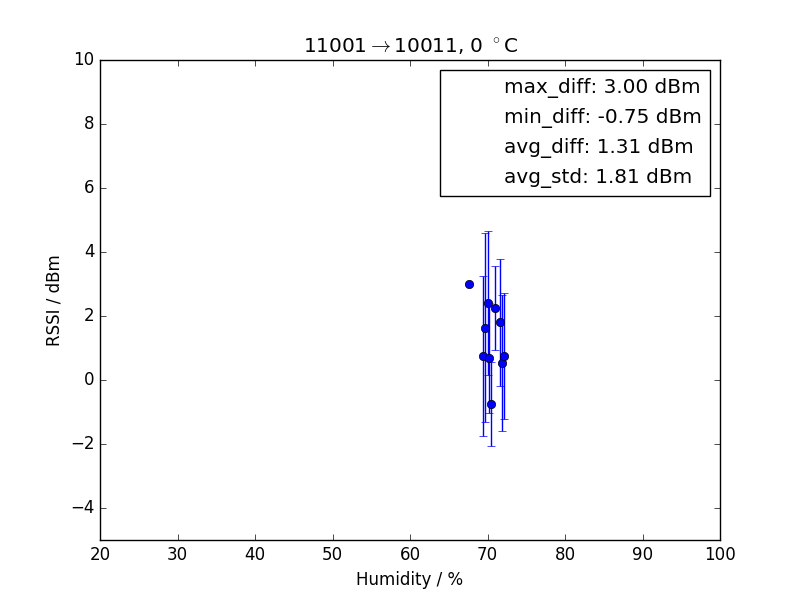 11001→10011, 0 °C
max_diff: 3.00 dBm
min_diff: -0.75 dBm
avg_diff: 1.31 dBm
avg_std: 1.81 dBm
10
8
6
4
2
0
−2
−4
RSSI / dBm
20 30 40 50 60 70 80 90 100
Humidity / %